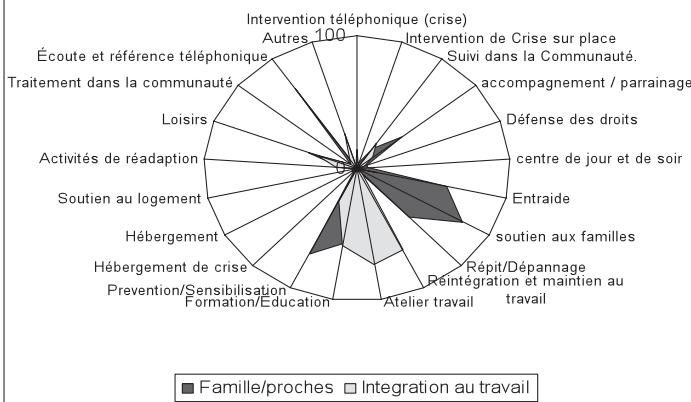 Intervention téléphonique (crise)
Autres 100 Intervention de Crise sur place
Écoute et référence téléphonique Suivi dans la Communauté.
Traitement dans la communauté accompagnement / parrainage
Loisirs Défense des droits
Activités de réadaption 0 centre de jour et de soir
Soutien au logement Entraide
Hébergement soutien aux familles
Hébergement de crise Répit/Dépannage
Prevention/Sensibilisation Reintégration et maintien au
travail
Formation/Éducation Atelier travail
Famille/proches Integration au travail